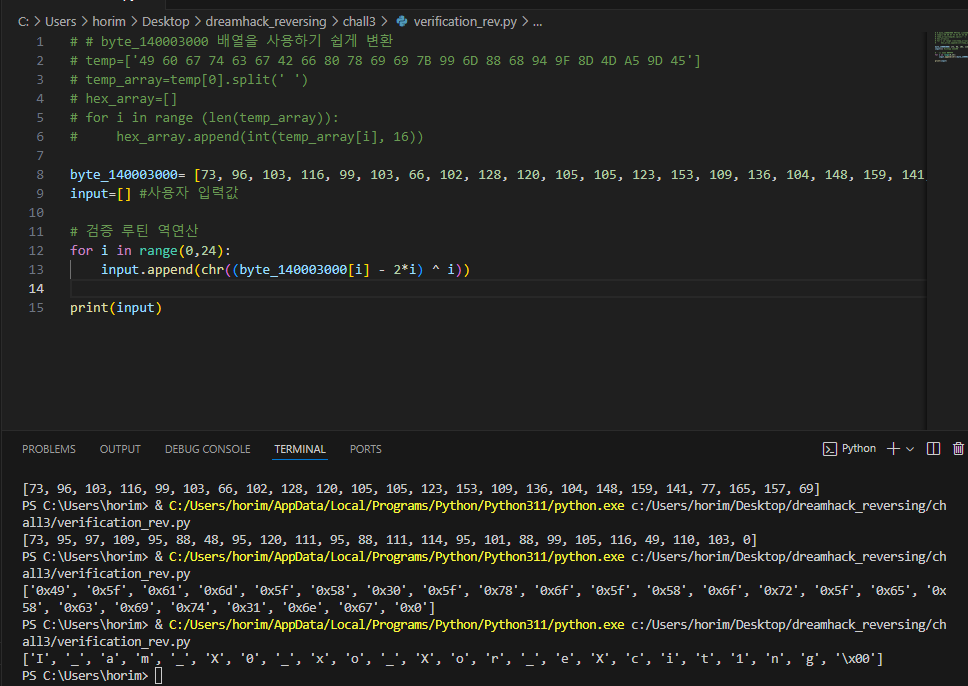 C: > Users > horim > Desktop > dreamhack_reversing > chall3 > verification_rev.py > ...
1 # # byte_140003000 배열을 사용하기 쉽게 변환
2 # temp=['49 60 67 74 63 67 42 66 80 78 69 69 7B 99 6D 88 68 94 9F 8D 4D A5 9D 45']
3 # temp_array=temp[0].split(' ')
4 # hex_array=[]
5 # for i in range (len(temp_array)):
6 #     hex_array.append(int(temp_array[i], 16))
7
8 byte_140003000= [73, 96, 103, 116, 99, 103, 66, 102, 128, 120, 105, 105, 123, 153, 109, 136, 104, 148, 159, 141,
9 input=[] #사용자 입력값
10
11 # 검증 루틴 역연산
12 for i in range(0,24):
13     input.append(chr((byte_140003000[i] - 2*i) ^ i))
14
15 print(input)
PROBLEMS OUTPUT DEBUG CONSOLE TERMINAL PORTS Python
[73, 96, 103, 116, 99, 103, 66, 102, 128, 120, 105, 105, 123, 153, 109, 136, 104, 148, 159, 141, 77, 165, 157, 69]
PS C:\Users\horim> & C:/Users/horim/AppData/Local/Programs/Python/Python311/python.exe c:/Users/horim/Desktop/dreamhack_reversing/ch
all3/verification_rev.py
[73, 95, 97, 109, 95, 88, 48, 95, 120, 111, 95, 88, 111, 114, 95, 101, 88, 99, 105, 116, 49, 110, 103, 0]
PS C:\Users\horim> & C:/Users/horim/AppData/Local/Programs/Python/Python311/python.exe c:/Users/horim/Desktop/dreamhack_reversing/ch
all3/verification_rev.py
['0x49', '0x5f', '0x61', '0x6d', '0x5f', '0x58', '0x30', '0x5f', '0x78', '0x6f', '0x5f', '0x58', '0x6f', '0x72', '0x5f', '0x65', '0x
58', '0x63', '0x69', '0x74', '0x31', '0x6e', '0x67', '0x0']
PS C:\Users\horim> & C:/Users/horim/AppData/Local/Programs/Python/Python311/python.exe c:/Users/horim/Desktop/dreamhack_reversing/ch
all3/verification_rev.py
['I', '_', 'a', 'm', '_', 'X', '0', '_', 'x', 'o', '_', 'X', 'o', 'r', '_', 'e', 'X', 'c', 'i', 't', '1', 'n', 'g', '\x00']
PS C:\Users\horim>